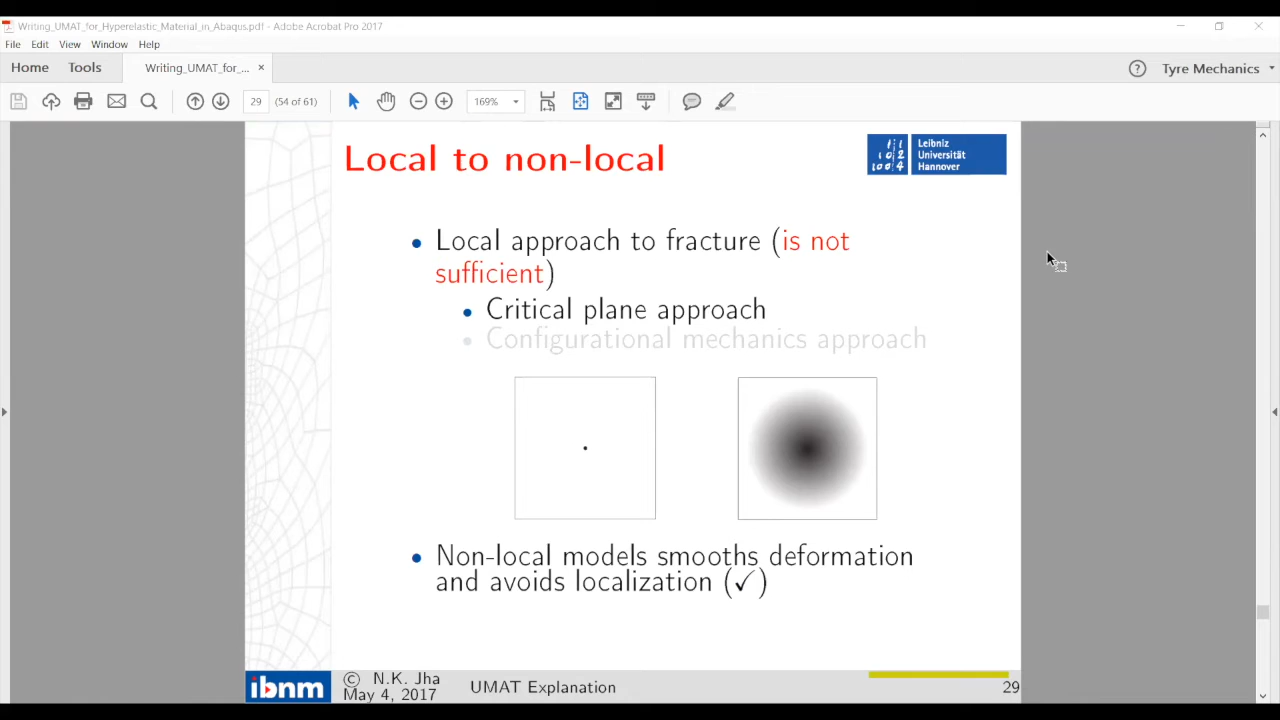 Writing_UMAT_for_Hyperelastic_Material_in_Abaqus.pdf - Adobe Acrobat Pro 2017
File Edit View Window Help
Home Tools Writing_UMAT_for_... × Tyre Mechanics
29 (54 of 61) 169%
Local to non-local
Leibniz
Universität
Hannover
• Local approach to fracture (is not
sufficient)
• Critical plane approach
• Configurational mechanics approach
• Non-local models smooths deformation
and avoids localization (✓)
ibnm
© N.K. Jha
May 4, 2017
UMAT Explanation
29